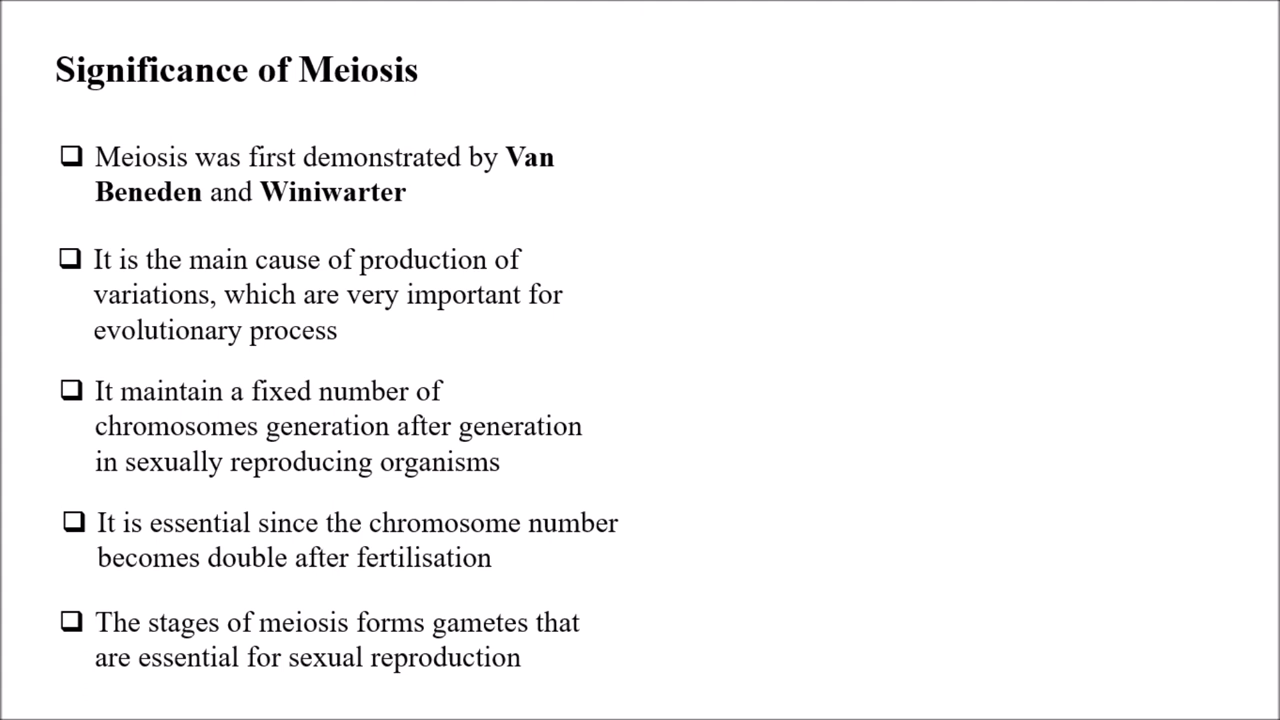 Significance of Meiosis
❑ Meiosis was first demonstrated by Van
Beneden and Winiwarter
❑ It is the main cause of production of
variations, which are very important for
evolutionary process
❑ It maintain a fixed number of
chromosomes generation after generation
in sexually reproducing organisms
❑ It is essential since the chromosome number
becomes double after fertilisation
❑ The stages of meiosis forms gametes that
are essential for sexual reproduction